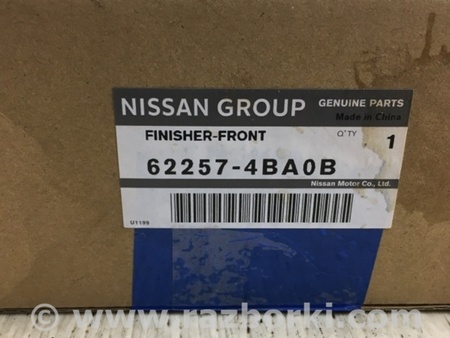 NISSAN GROUP
GENUINE PARTS
Made in China
FINISHER-FRONT
Q'TY
1
62257-4BA0B
Nissan Motor Co., Ltd.
U1199
© www.razborki.com